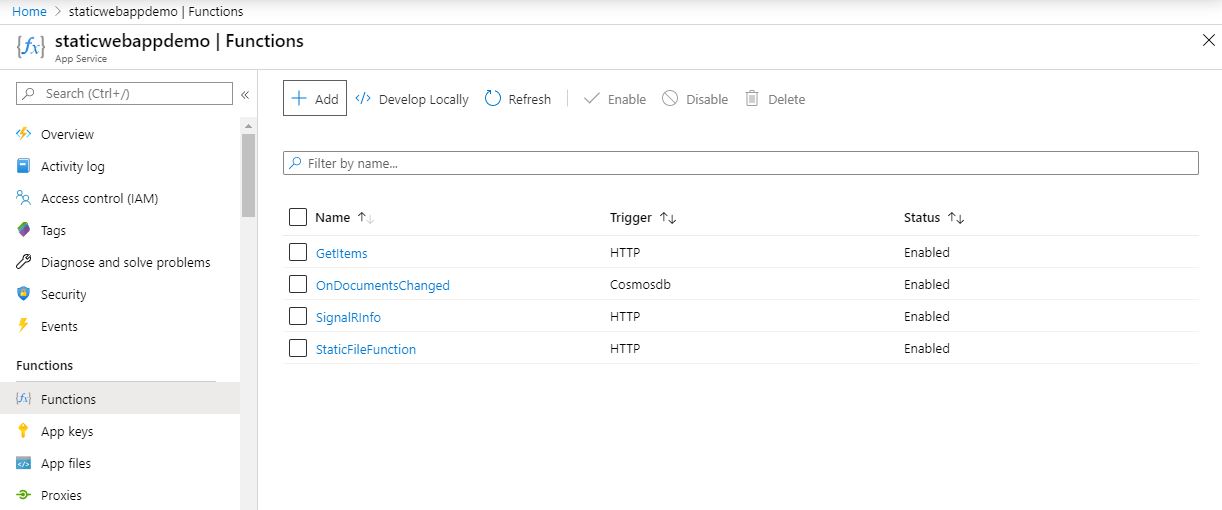 Home > staticwebappdemo | Functions
{fx} staticwebappdemo | Functions
App Service
Search (Ctrl+/) «
Overview
Activity log
Access control (IAM)
Tags
Diagnose and solve problems
Security
Events
Functions
{fx} Functions
App keys
App files
Proxies
+ Add </> Develop Locally Refresh Enable Disable Delete
Filter by name...
Name ↑↓ Trigger ↑↓ Status ↑↓
GetItems HTTP Enabled
OnDocumentsChanged Cosmosdb Enabled
SignalRInfo HTTP Enabled
StaticFileFunction HTTP Enabled